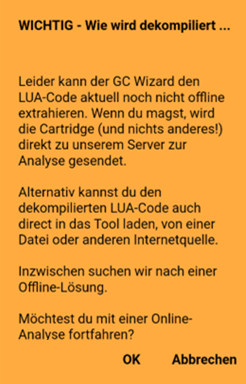 WICHTIG - Wie wird dekompiliert ...
Leider kann der GC Wizard den
LUA-Code aktuell noch nicht offline
extrahieren. Wenn du magst, wird
die Cartridge (und nichts anderes!)
direkt zu unserem Server zur
Analyse gesendet.
Alternativ kannst du den
dekompilierten LUA-Code auch
direct in das Tool laden, von einer
Datei oder anderen Internetquelle.
Inzwischen suchen wir nach einer
Offline-Lösung.
Möchtest du mit einer Online-
Analyse fortfahren?
OK Abbrechen